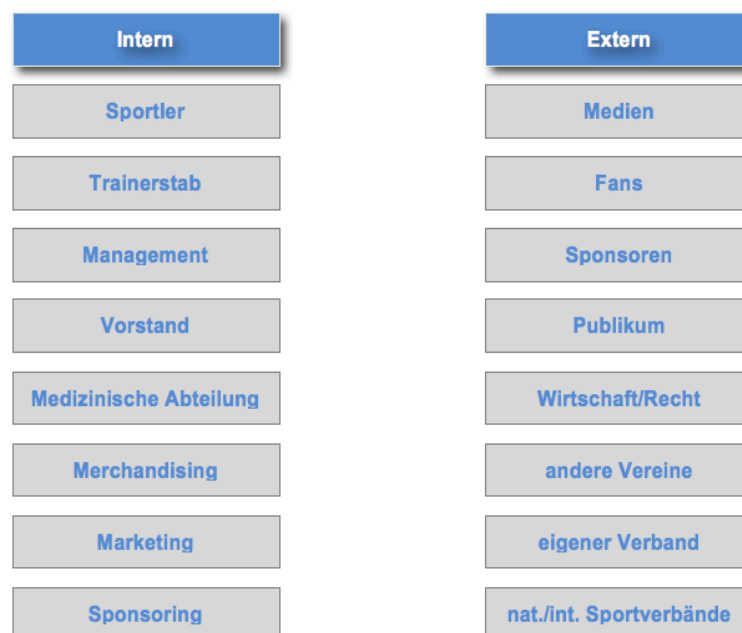 Intern
Extern
Sportler
Medien
Trainerstab
Fans
Management
Sponsoren
Vorstand
Publikum
Medizinische Abteilung
Wirtschaft/Recht
Merchandising
andere Vereine
Marketing
eigener Verband
Sponsoring
nat./int. Sportverbände